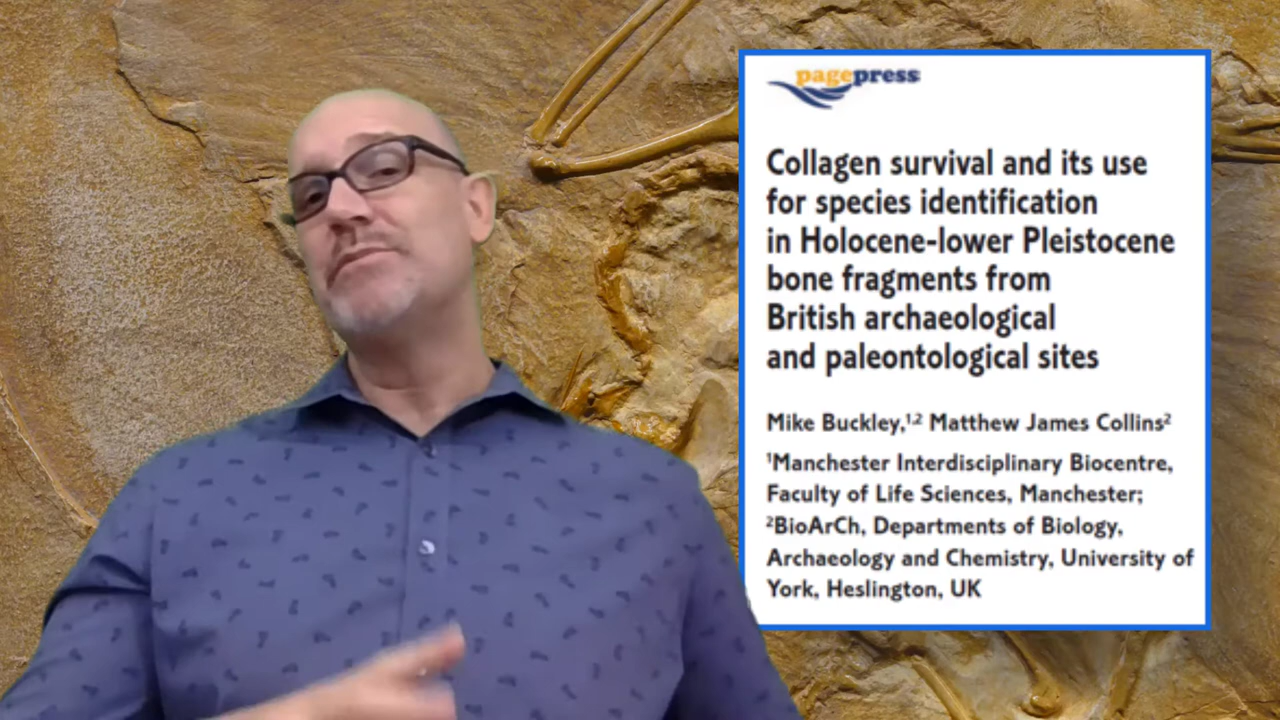 pagepress
Collagen survival and its use
for species identification
in Holocene-lower Pleistocene
bone fragments from
British archaeological
and paleontological sites
Mike Buckley,¹,² Matthew James Collins²
¹Manchester Interdisciplinary Biocentre,
Faculty of Life Sciences, Manchester;
²BioArCh, Departments of Biology,
Archaeology and Chemistry, University of
York, Heslington, UK